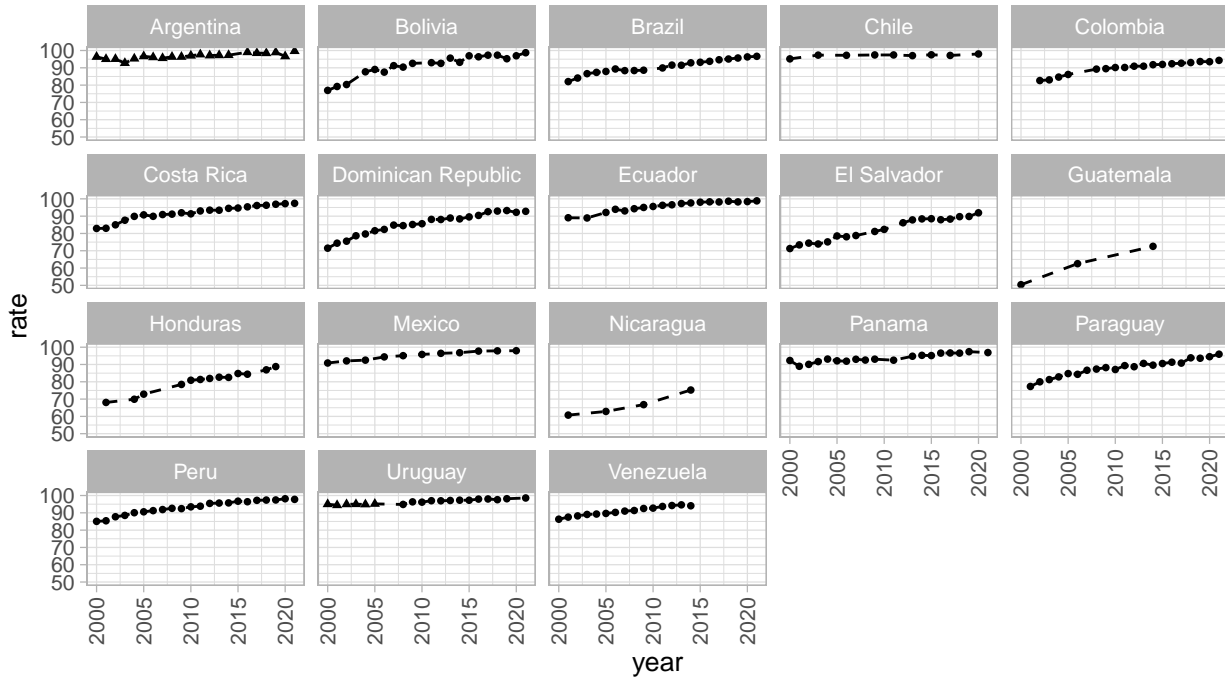 Argentina
Bolivia
Brazil
Chile
Colombia
100
90
80
70
60
50
Costa Rica
Dominican Republic
Ecuador
El Salvador
Guatemala
100
90
80
70
60
50
Honduras
Mexico
Nicaragua
Panama
Paraguay
100
90
80
70
60
50
Peru
Uruguay
Venezuela
2000
2005
2010
2015
2020
2000
2005
2010
2015
2020
100
90
80
70
60
50
2000
2005
2010
2015
2020
2000
2005
2010
2015
2020
2000
2005
2010
2015
2020
year
rate